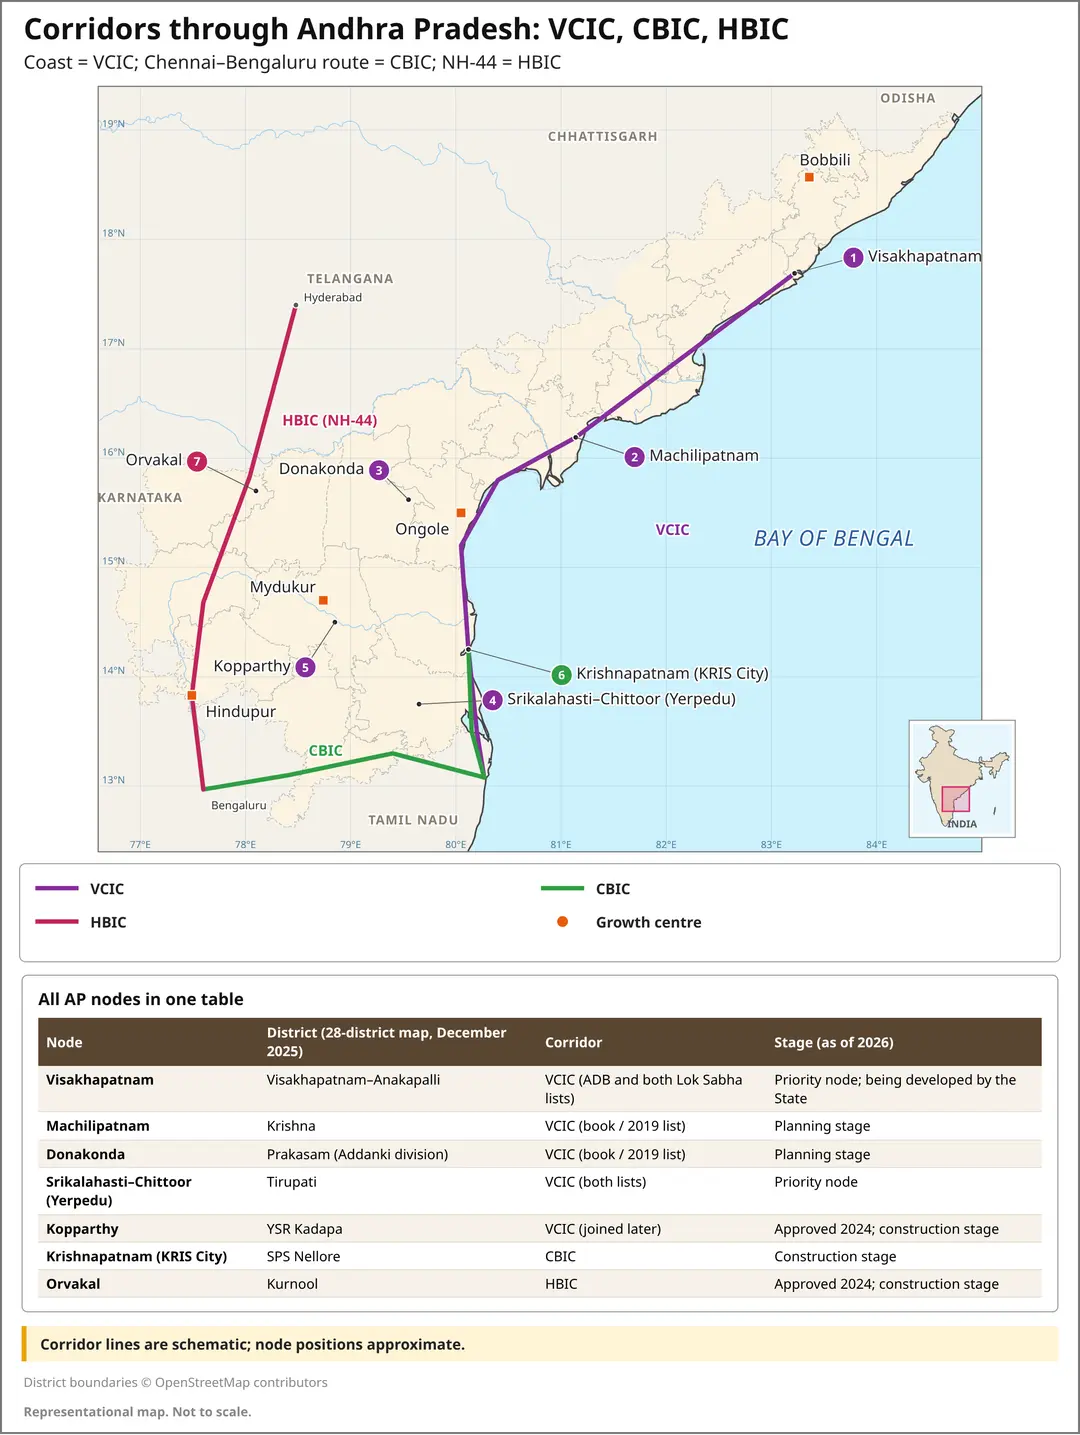 Corridors through Andhra Pradesh: VCIC, CBIC, HBIC
Coast = VCIC; Chennai–Bengaluru route = CBIC; NH-44 = HBIC
ODISHA
19°N
CHHATTISGARH
Bobbili
18°N
1 Visakhapatnam
TELANGANA
Hyderabad
17°N
HBIC (NH-44)
16°N
Orvakal 7
Donakonda 3
2 Machilipatnam
KARNATAKA
Ongole
VCIC
BAY OF BENGAL
15°N
Mydukur
14°N
Kopparthy 5
6 Krishnapatnam (KRIS City)
4 Srikalahasti–Chittoor (Yerpedu)
Hindupur
CBIC
13°N
Bengaluru
TAMIL NADU
INDIA
77°E 78°E 79°E 80°E 81°E 82°E 83°E 84°E
VCIC
CBIC
HBIC
Growth centre
All AP nodes in one table
Node | District (28-district map, December 2025) | Corridor | Stage (as of 2026)
Visakhapatnam | Visakhapatnam–Anakapalli | VCIC (ADB and both Lok Sabha lists) | Priority node; being developed by the State
Machilipatnam | Krishna | VCIC (book / 2019 list) | Planning stage
Donakonda | Prakasam (Addanki division) | VCIC (book / 2019 list) | Planning stage
Srikalahasti–Chittoor (Yerpedu) | Tirupati | VCIC (both lists) | Priority node
Kopparthy | YSR Kadapa | VCIC (joined later) | Approved 2024; construction stage
Krishnapatnam (KRIS City) | SPS Nellore | CBIC | Construction stage
Orvakal | Kurnool | HBIC | Approved 2024; construction stage
Corridor lines are schematic; node positions approximate.
District boundaries © OpenStreetMap contributors
Representational map. Not to scale.